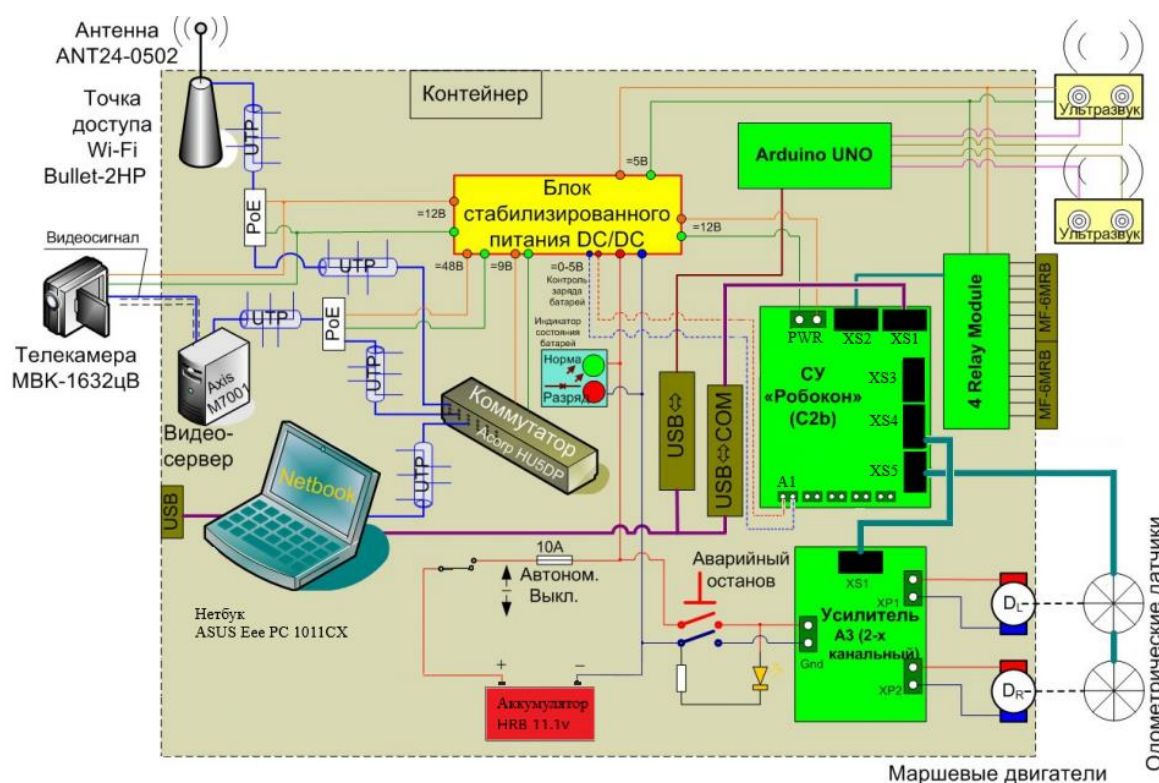 Антенна
ANT24-0502
Точка
доступа
Wi-Fi
Bullet-2HP
Видеосигнал
Телекамера
МВК-1632цВ
Axis
M7001
Видео-
сервер
UTP
PoE
UTP
UTP
PoE
UTP
UTP
Контейнер
=5В
=12В
Блок
стабилизированного
питания DC/DC
=12В
=48В
=9В
=0-5В
Контроль
заряда
батарей
Индикатор
состояния
батарей
Норма
Разряд
Коммутатор
Acorp HU5DP
Netbook
USB
Нетбук
ASUS Eee PC 1011CX
USB⇔
USB⇔COM
Arduino UNO
Ультразвук
Ультразвук
4 Relay Module
MF-6MRB
MF-6MRB
PWR
XS2
XS1
XS3
СУ
«Робокон»
(C2b)
XS4
XS5
A1
10А
Автоном.
Выкл.
Аварийный
останов
+
−
Аккумулятор
HRB 11.1v
XS1
XP1
Усилитель
А3 (2-х
канальный)
Gnd
XP2
DL
DR
Маршевые двигатели
Одометрические датчики